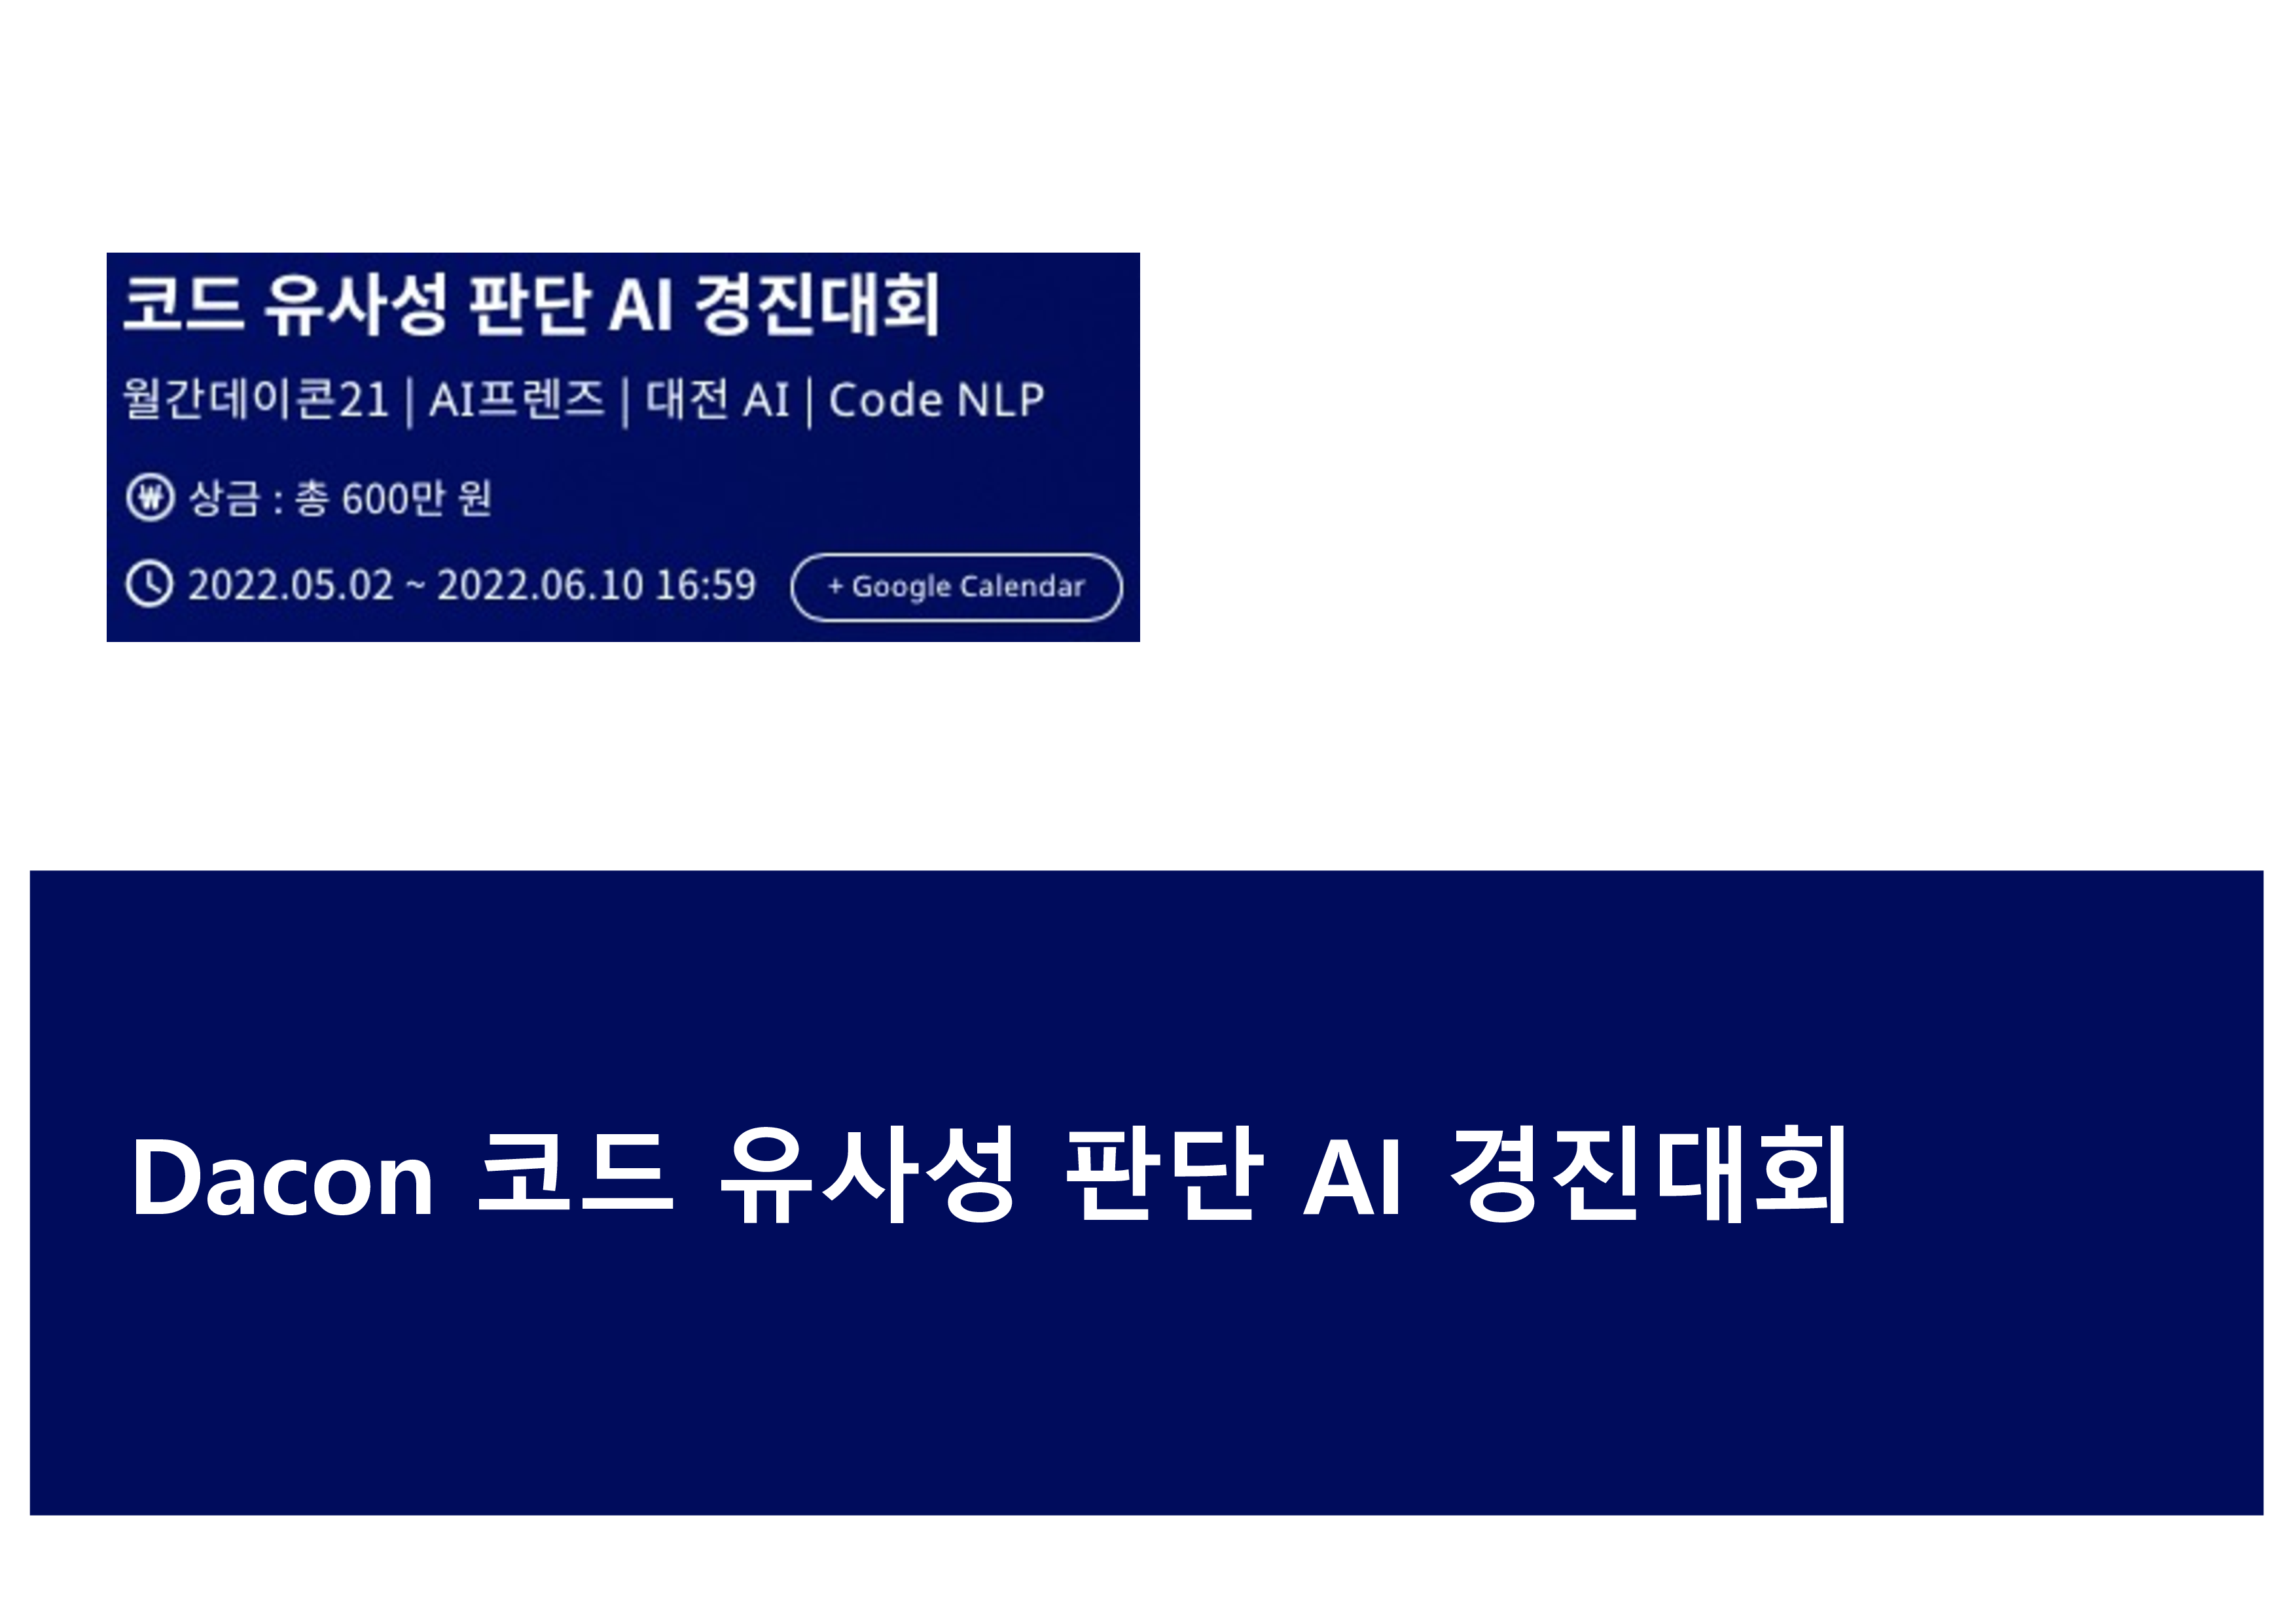 코드 유사성 판단 AI 경진대회
월간데이콘21 | AI프렌즈 | 대전 AI | Code NLP
₩ 상금 : 총 600만 원
2022.05.02 ~ 2022.06.10 16:59 + Google Calendar
Dacon 코드 유사성 판단 AI 경진대회